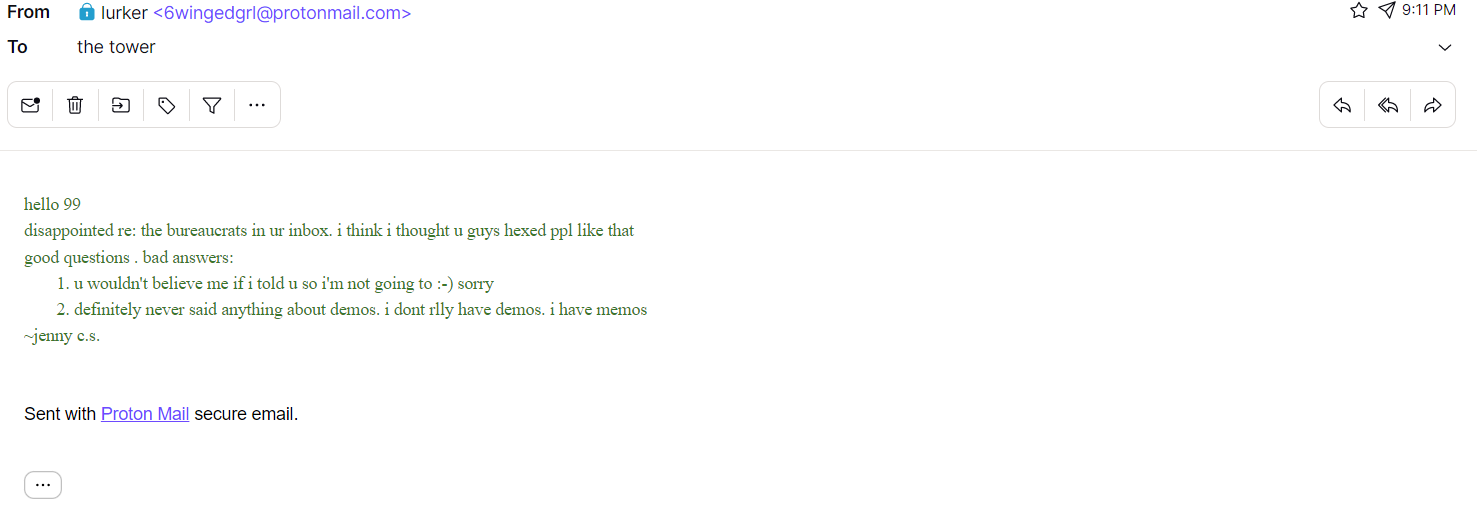 From lurker <6wingedgrl@protonmail.com> 9:11 PM
To the tower
hello 99
disappointed re: the bureaucrats in ur inbox. i think i thought u guys hexed ppl like that
good questions . bad answers:
1. u wouldn't believe me if i told u so i'm not going to :-) sorry
2. definitely never said anything about demos. i dont rlly have demos. i have memos
~jenny c.s.
Sent with Proton Mail secure email.